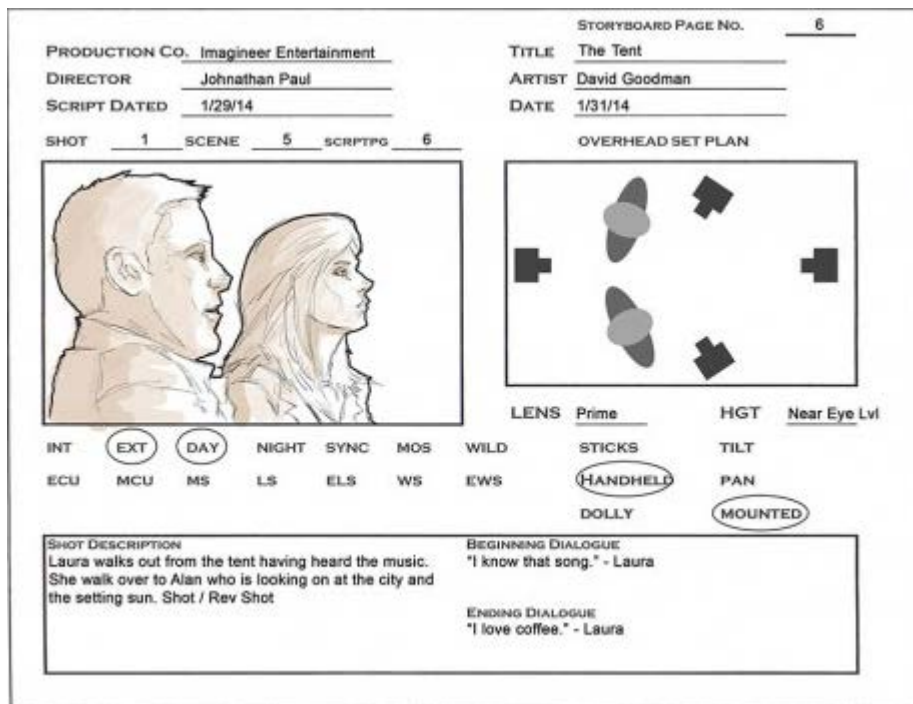 STORYBOARD PAGE NO. 6
PRODUCTION CO. Imagineer Entertainment
TITLE The Tent
DIRECTOR Johnathan Paul
ARTIST David Goodman
SCRIPT DATED 1/29/14
DATE 1/31/14
SHOT 1 SCENE 5 SCRPTPG 6
OVERHEAD SET PLAN
LENS Prime HGT Near Eye Lvl
INT EXT DAY NIGHT SYNC MOS WILD STICKS TILT
ECU MCU MS LS ELS WS EWS HANDHELD PAN
DOLLY MOUNTED
SHOT DESCRIPTION
Laura walks out from the tent having heard the music.
She walk over to Alan who is looking on at the city and
the setting sun. Shot / Rev Shot
BEGINNING DIALOGUE
"I know that song." - Laura
ENDING DIALOGUE
"I love coffee." - Laura